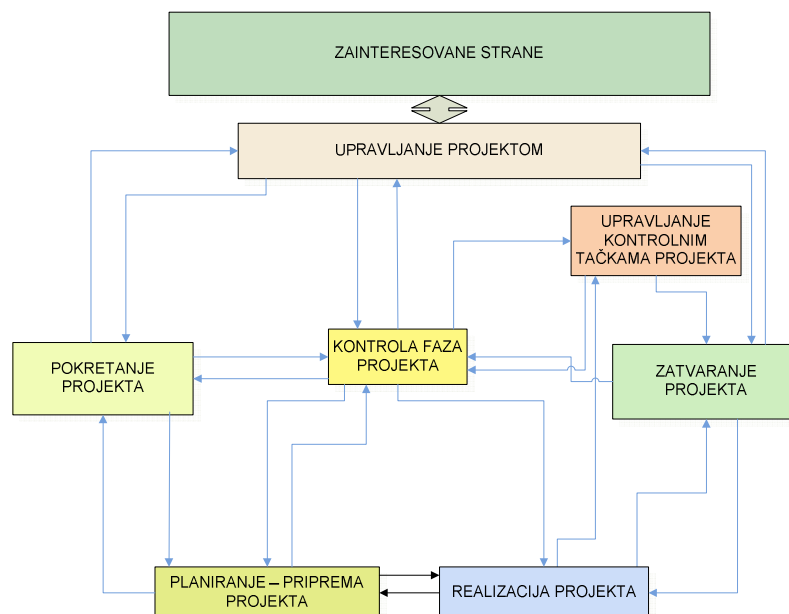 ZAINTERESOVANE STRANE
UPRAVLJANJE PROJEKTOM
UPRAVLJANJE
KONTROLNIM
TAČKAMA PROJEKTA
KONTROLA FAZA
PROJEKTA
POKRETANJE
PROJEKTA
ZATVARANJE
PROJEKTA
PLANIRANJE – PRIPREMA
PROJEKTA
REALIZACIJA PROJEKTA